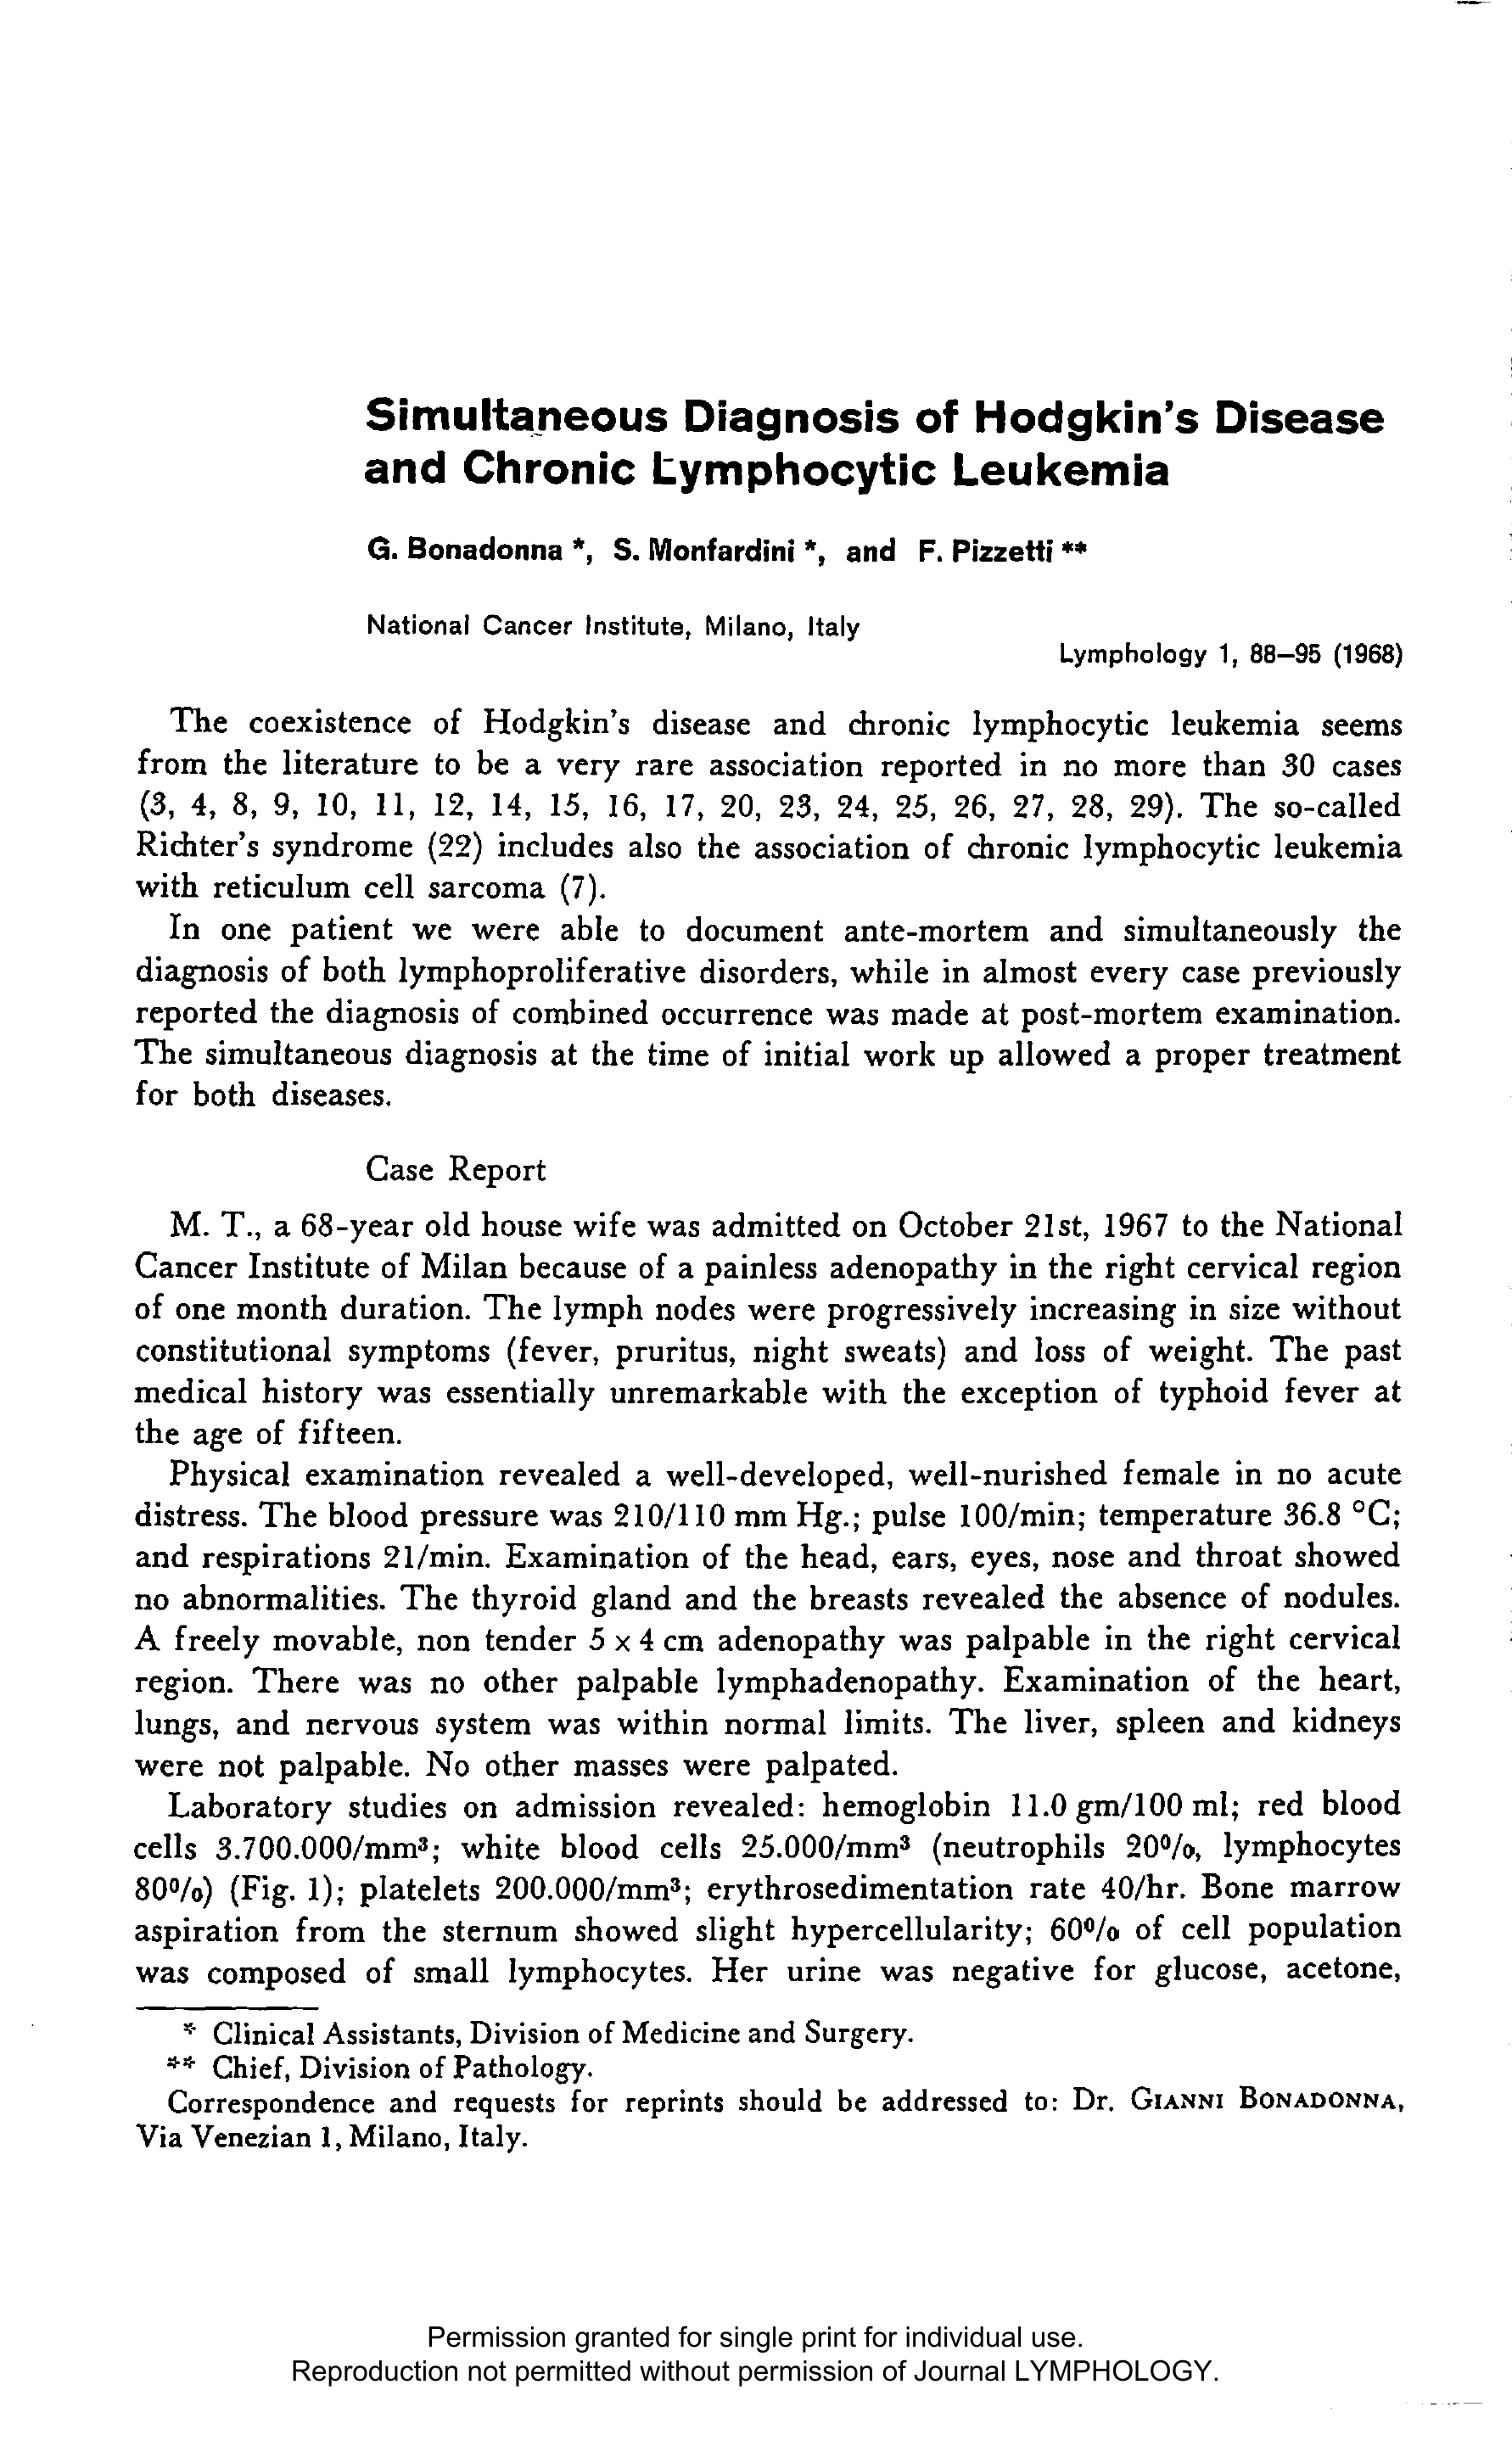 Simultaneous Diagnosis of Hodgkin's Disease
and Chronic Lymphocytic Leukemia
G. Bonadonna *, S. Monfardini *, and F. Pizzetti **
National Cancer Institute, Milano, Italy
Lymphology 1, 88–95 (1968)
The coexistence of Hodgkin's disease and chronic lymphocytic leukemia seems
from the literature to be a very rare association reported in no more than 30 cases
(3, 4, 8, 9, 10, 11, 12, 14, 15, 16, 17, 20, 23, 24, 25, 26, 27, 28, 29). The so-called
Richter's syndrome (22) includes also the association of chronic lymphocytic leukemia
with reticulum cell sarcoma (7).
In one patient we were able to document ante-mortem and simultaneously the
diagnosis of both lymphoproliferative disorders, while in almost every case previously
reported the diagnosis of combined occurrence was made at post-mortem examination.
The simultaneous diagnosis at the time of initial work up allowed a proper treatment
for both diseases.
Case Report
M. T., a 68-year old house wife was admitted on October 21st, 1967 to the National
Cancer Institute of Milan because of a painless adenopathy in the right cervical region
of one month duration. The lymph nodes were progressively increasing in size without
constitutional symptoms (fever, pruritus, night sweats) and loss of weight. The past
medical history was essentially unremarkable with the exception of typhoid fever at
the age of fifteen.
Physical examination revealed a well-developed, well-nurished female in no acute
distress. The blood pressure was 210/110 mm Hg.; pulse 100/min; temperature 36.8 °C;
and respirations 21/min. Examination of the head, ears, eyes, nose and throat showed
no abnormalities. The thyroid gland and the breasts revealed the absence of nodules.
A freely movable, non tender 5 x 4 cm adenopathy was palpable in the right cervical
region. There was no other palpable lymphadenopathy. Examination of the heart,
lungs, and nervous system was within normal limits. The liver, spleen and kidneys
were not palpable. No other masses were palpated.
Laboratory studies on admission revealed: hemoglobin 11.0 gm/100 ml; red blood
cells 3.700.000/mm³; white blood cells 25.000/mm³ (neutrophils 20%, lymphocytes
80%) (Fig. 1); platelets 200.000/mm³; erythrosedimentation rate 40/hr. Bone marrow
aspiration from the sternum showed slight hypercellularity; 60% of cell population
was composed of small lymphocytes. Her urine was negative for glucose, acetone,
* Clinical Assistants, Division of Medicine and Surgery.
** Chief, Division of Pathology.
Correspondence and requests for reprints should be addressed to: Dr. GIANNI BONADONNA,
Via Venezian 1, Milano, Italy.
Permission granted for single print for individual use.
Reproduction not permitted without permission of Journal LYMPHOLOGY.